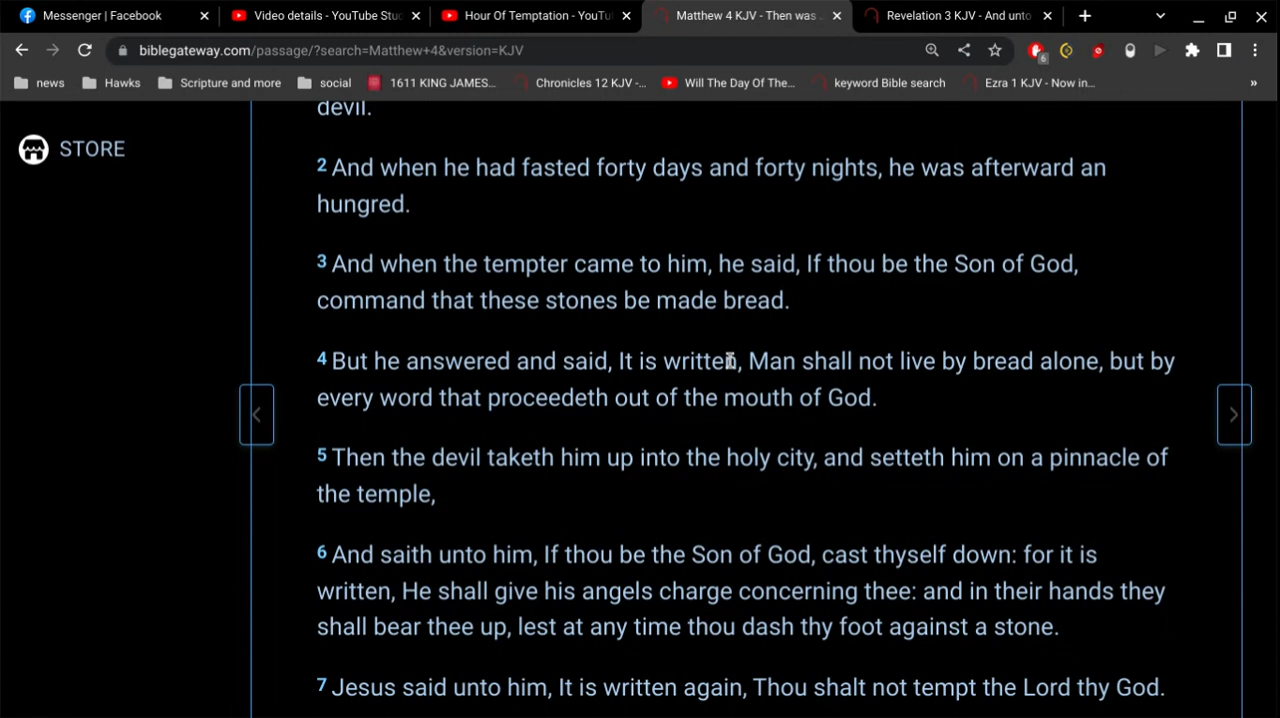 Messenger | Facebook
Video details - YouTube Stu
Hour Of Temptation - YouTu
Matthew 4 KJV - Then was
Revelation 3 KJV - And unto
biblegateway.com/passage/?search=Matthew+4&version=KJV
6
news
Hawks
Scripture and more
social
1611 KING JAMES...
Chronicles 12 KJV -...
Will The Day Of The...
keyword Bible search
Ezra 1 KJV - Now in...
»
STORE
devil.
2 And when he had fasted forty days and forty nights, he was afterward an
hungred.
3 And when the tempter came to him, he said, If thou be the Son of God,
command that these stones be made bread.
4 But he answered and said, It is written, Man shall not live by bread alone, but by
every word that proceedeth out of the mouth of God.
5 Then the devil taketh him up into the holy city, and setteth him on a pinnacle of
the temple,
6 And saith unto him, If thou be the Son of God, cast thyself down: for it is
written, He shall give his angels charge concerning thee: and in their hands they
shall bear thee up, lest at any time thou dash thy foot against a stone.
7 Jesus said unto him, It is written again, Thou shalt not tempt the Lord thy God.